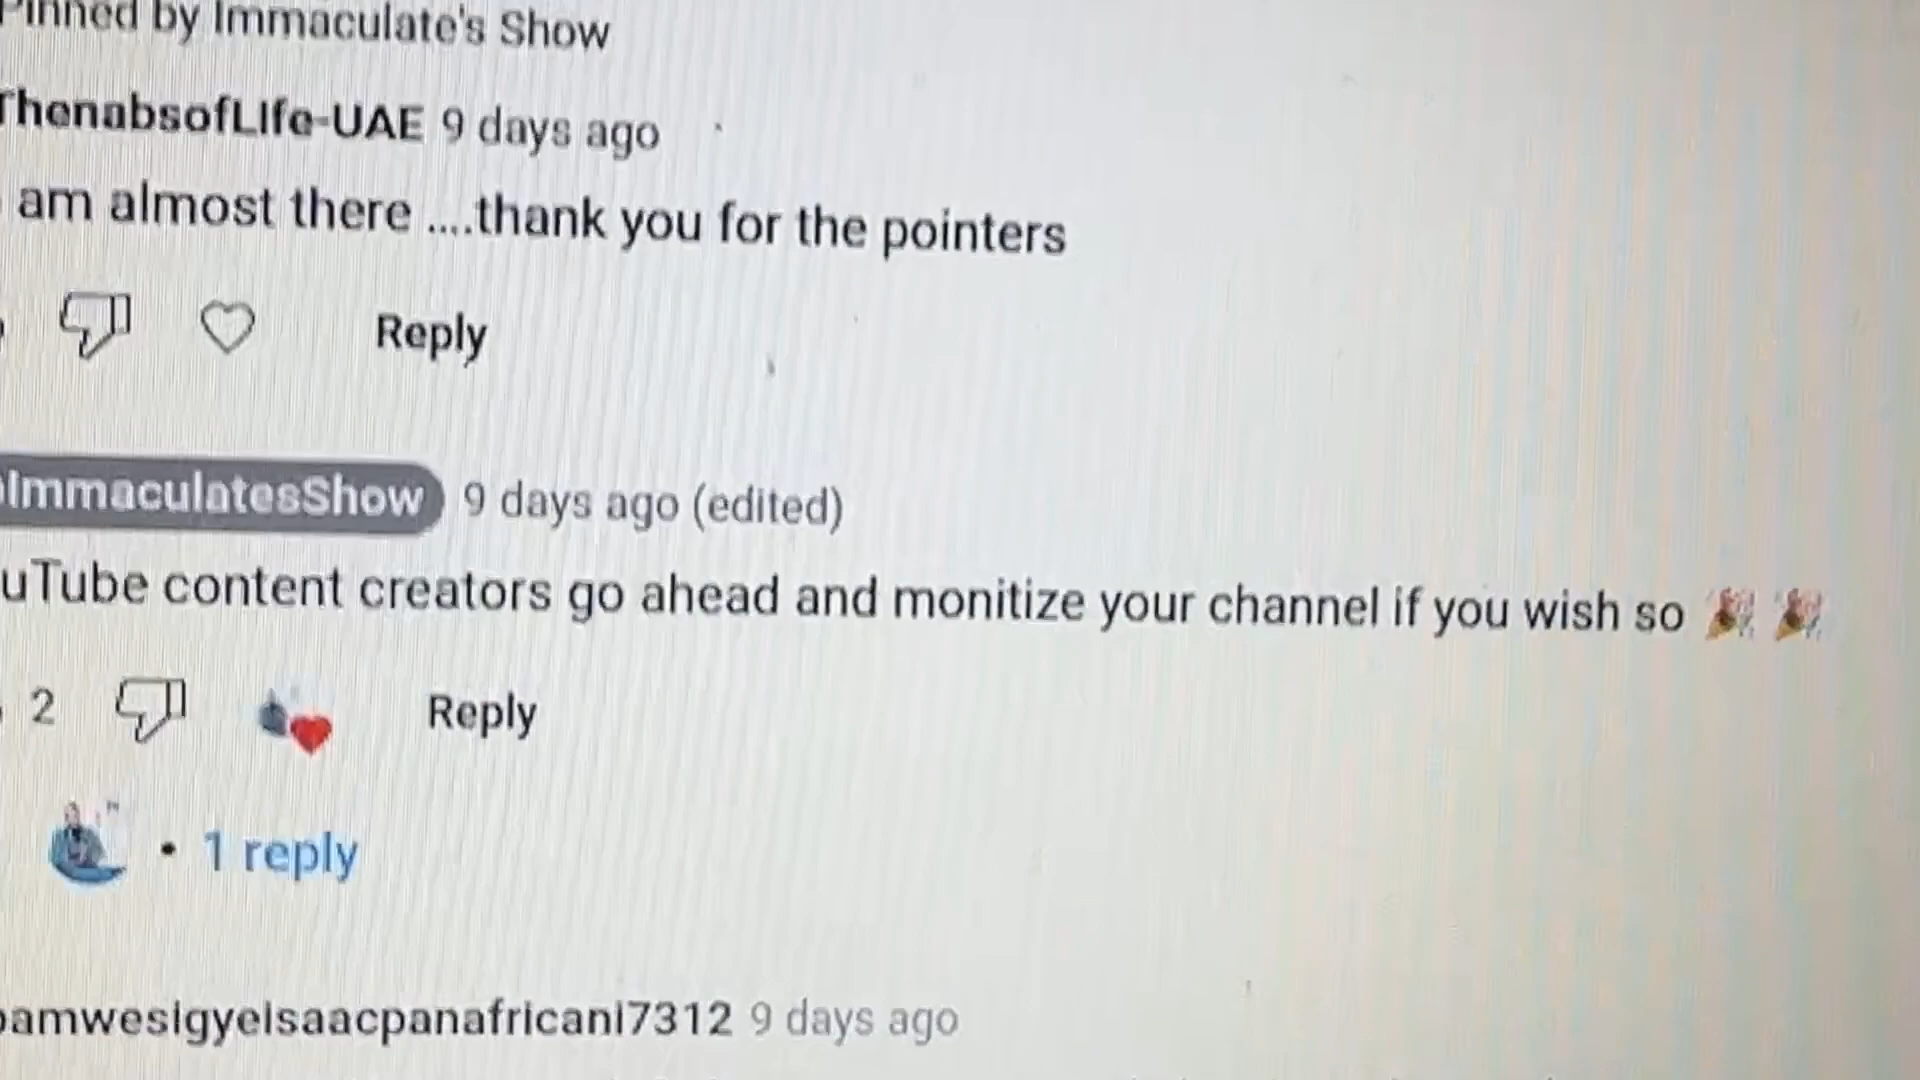 Pinned by Immaculate's Show
ThenabsofLife-UAE 9 days ago
am almost there ....thank you for the pointers
Reply
ImmaculatesShow 9 days ago (edited)
uTube content creators go ahead and monitize your channel if you wish so 🎉 🎉
2 Reply
• 1 reply
amwesigyeisaacpanafricani7312 9 days ago